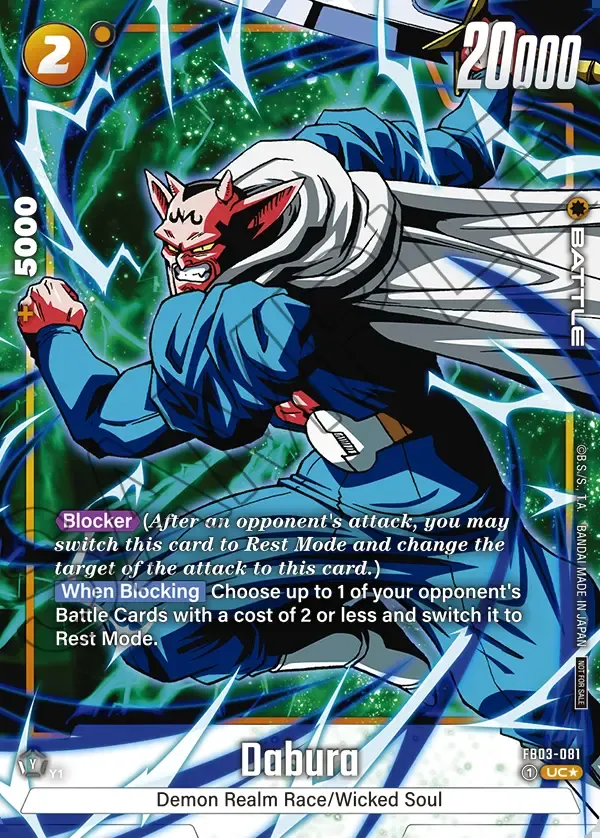 2
20000
+5000
BATTLE
Blocker (After an opponent's attack, you may
switch this card to Rest Mode and change the
target of the attack to this card.)
When Blocking Choose up to 1 of your opponent's
Battle Cards with a cost of 2 or less and switch it to
Rest Mode.
©B.S./S., T.A. BANDAI MADE IN JAPAN
NOT FOR SALE
Y Y1
Dabura
FB03-081
1 UC★
Demon Realm Race/Wicked Soul